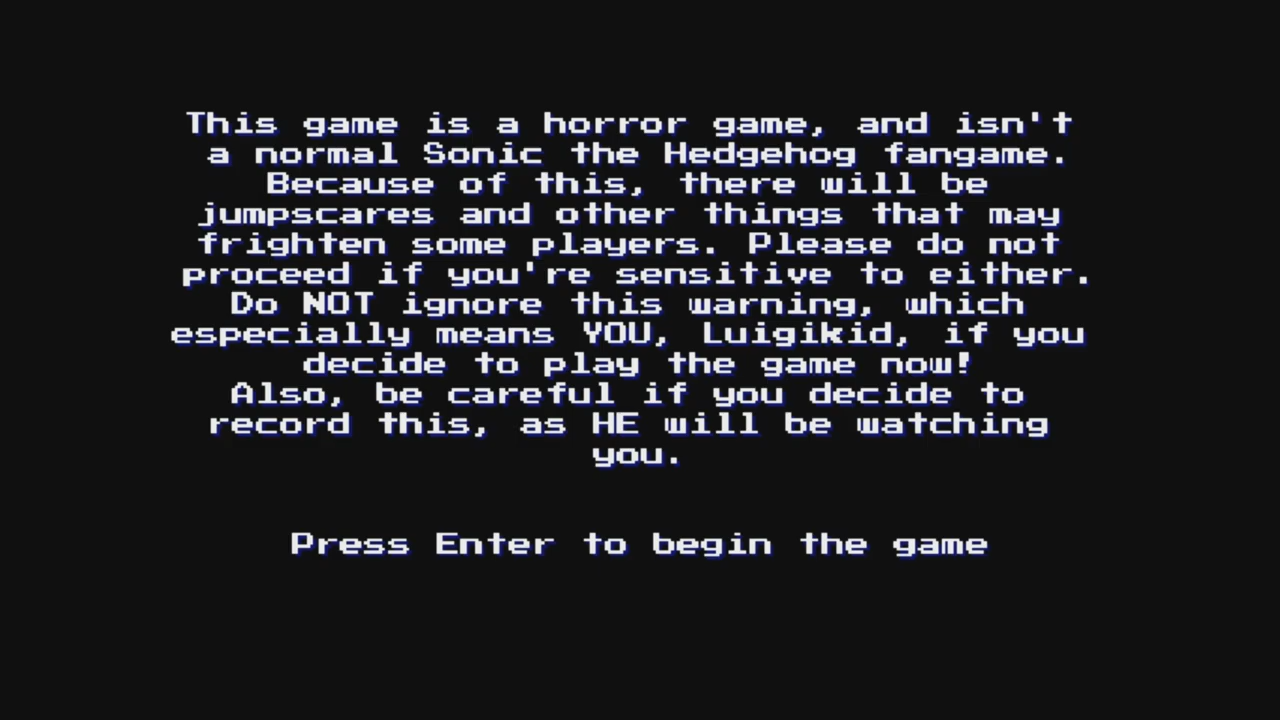 This game is a horror game, and isn't
a normal Sonic the Hedgehog fangame.
Because of this, there will be
jumpscares and other things that may
frighten some players. Please do not
proceed if you're sensitive to either.
Do NOT ignore this warning, which
especially means YOU, Luigikid, if you
decide to play the game now!
Also, be careful if you decide to
record this, as HE will be watching
you.
Press Enter to begin the game